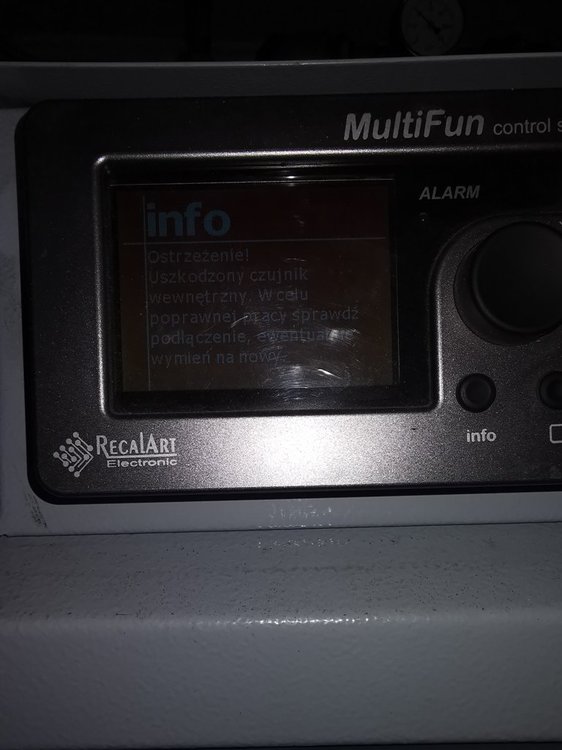 MultiFun control s
ALARM
info
Ostrzeżenie!
Uszkodzony czujnik
wewnętrzny. W celu
poprawnej pracy sprawdź
podłączenie, ewentualnie
wymień na nowy.
RECALART
Electronic
info